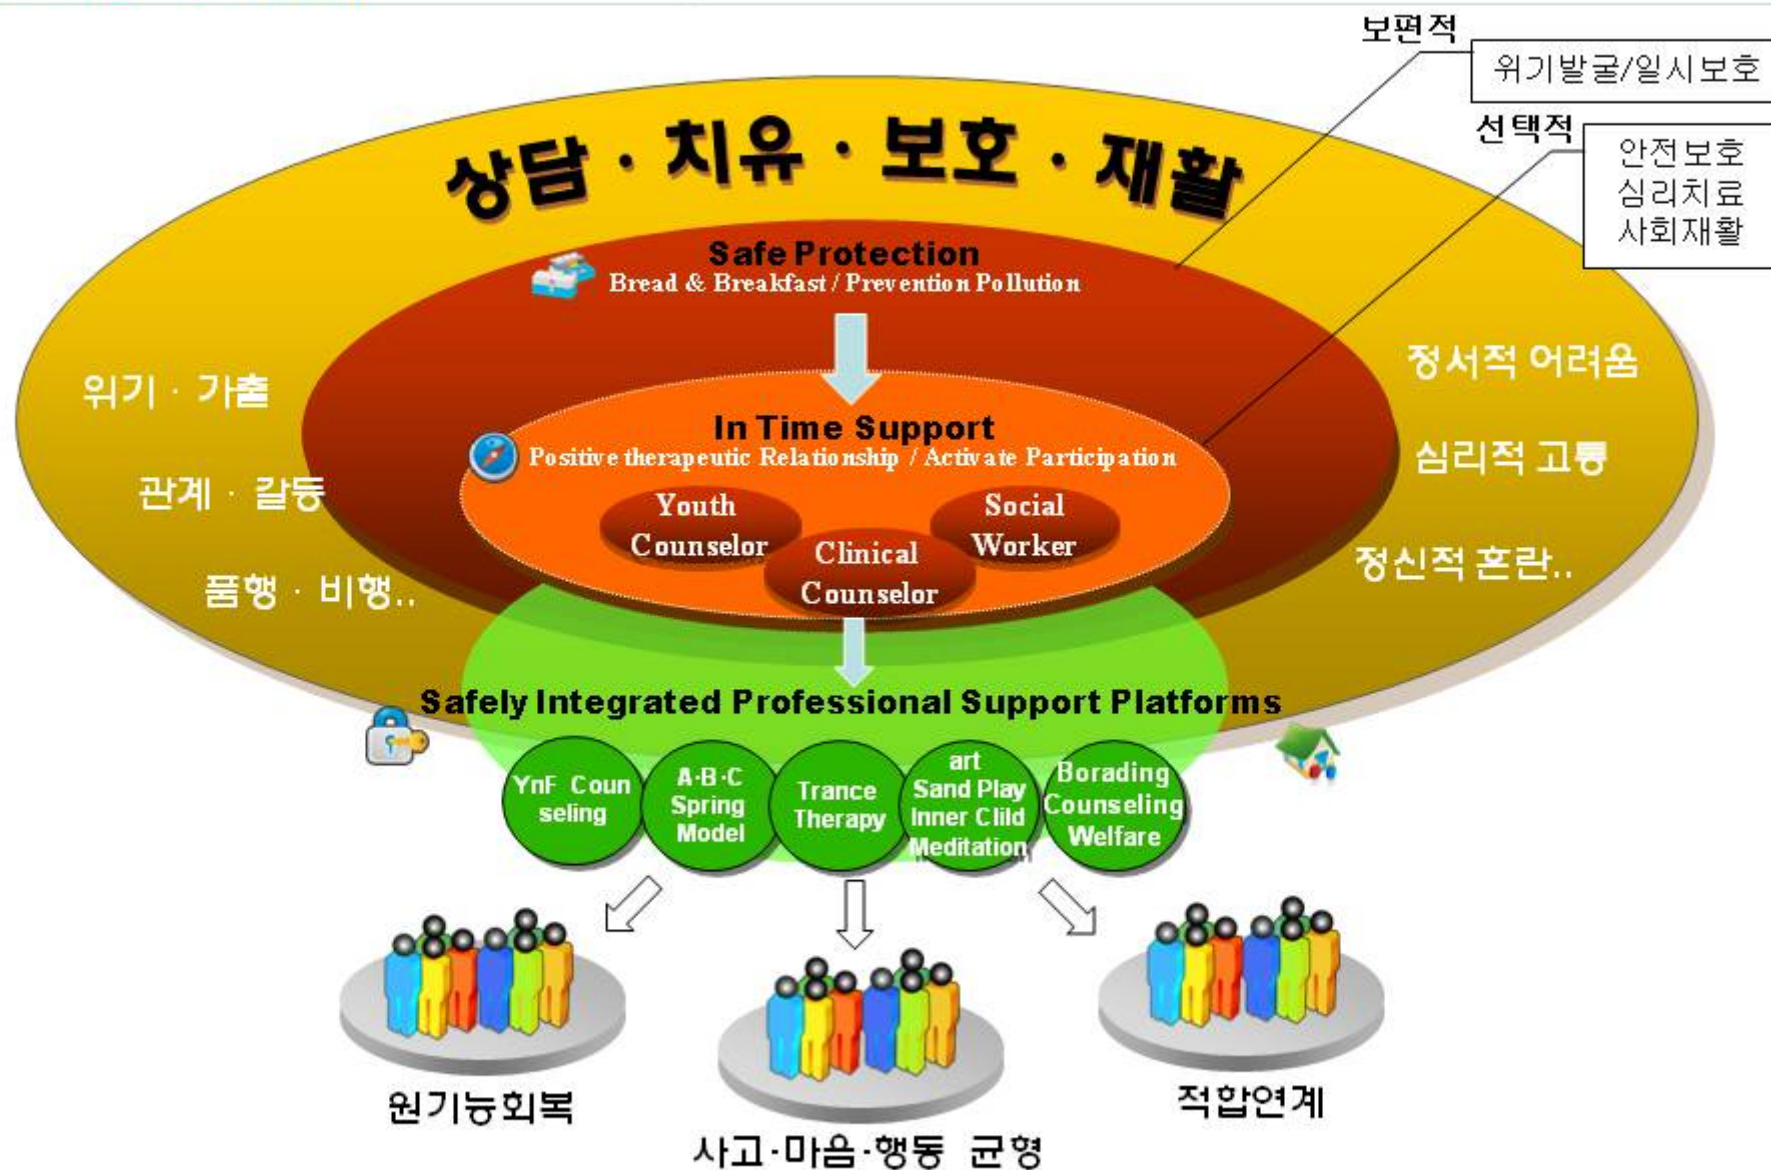 보편적
위기발굴/일시보호
선택적
안전보호
심리치료
사회재활
상담 · 치유 · 보호 · 재활
Safe Protection
Bread & Breakfast / Prevention Pollution
위기 · 가출
관계 · 갈등
품행 · 비행..
정서적 어려움
심리적 고통
정신적 혼란..
In Time Support
Positive therapeutic Relationship / Activate Participation
Youth
Counselor
Clinical
Counselor
Social
Worker
Safely Integrated Professional Support Platforms
YnF Coun
seling
A·B·C
Spring
Model
Trance
Therapy
art
Sand Play
Inner Clild
Meditation
Borading
Counseling
Welfare
원기능회복
사고·마음·행동 균형
적합연계